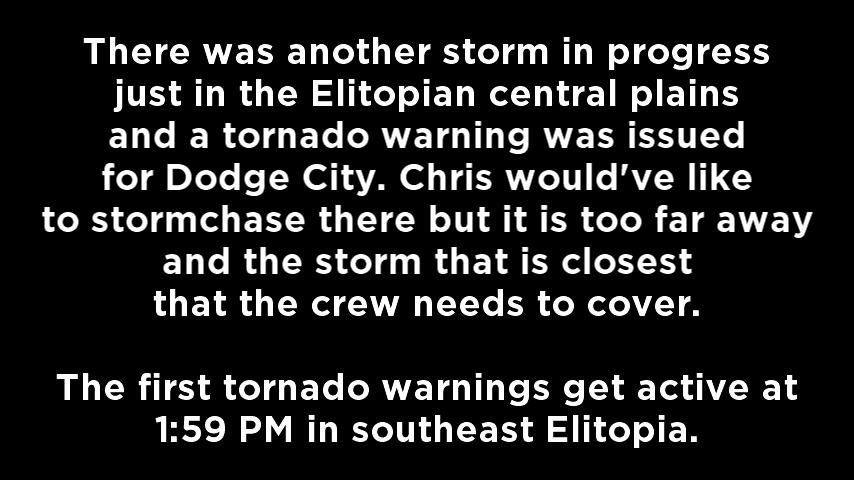 There was another storm in progress
just in the Elitopian central plains
and a tornado warning was issued
for Dodge City. Chris would've like
to stormchase there but it is too far away
and the storm that is closest
that the crew needs to cover.
The first tornado warnings get active at
1:59 PM in southeast Elitopia.